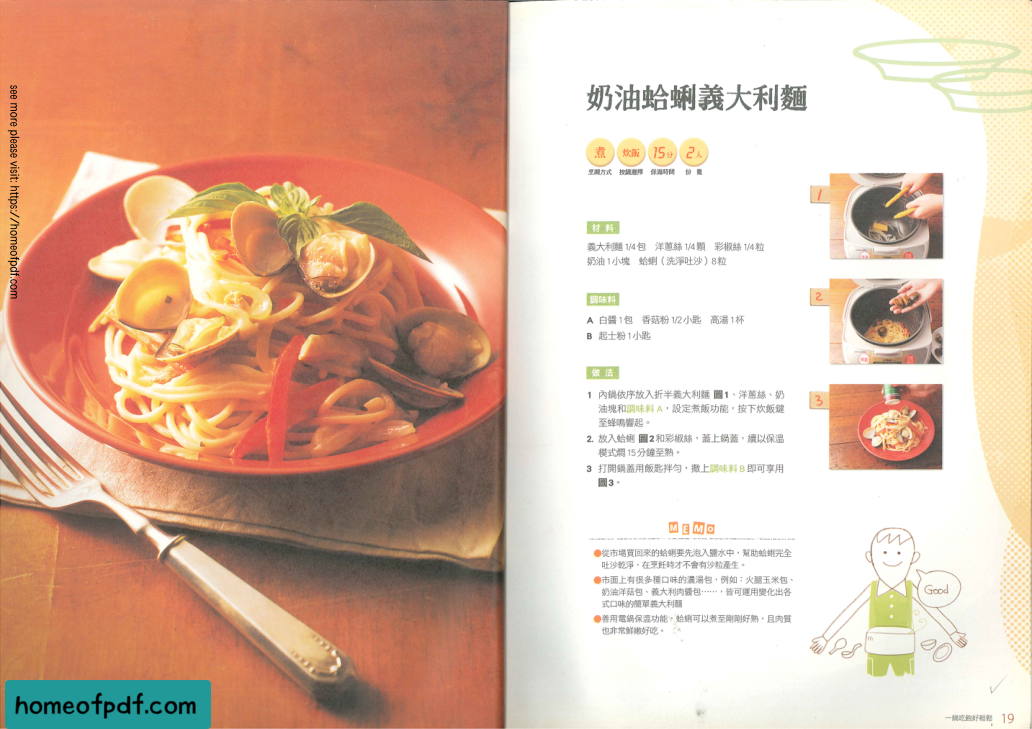 see more please visit: https://homeofpdf.com
homeofpdf.com
奶油蛤蜊義大利麵
煮 炊飯 15分 2人
烹調方式 按鍵選擇 保溫時間 份量
材料
義大利麵1/4包 洋蔥絲1/4顆 彩椒絲1/4粒
奶油1小塊 蛤蜊（洗淨吐沙）8粒
調味料
A 白醬1包 香菇粉1/2小匙 高湯1杯
B 起士粉1小匙
做法
1 內鍋依序放入折半義大利麵 圖1、洋蔥絲、奶
油塊和調味料A，設定煮飯功能，按下炊飯鍵
至蜂鳴響起。
2. 放入蛤蜊 圖2和彩椒絲，蓋上鍋蓋，續以保溫
模式燜15分鐘至熟。
3 打開鍋蓋用飯匙拌勻，撒上調味料B即可享用
圖3。
1
2
3
MEMO
●從市場買回來的蛤蜊要先泡入鹽水中，幫助蛤蜊完全
吐沙乾淨，在烹飪時才不會有沙粒產生。
●市面上有很多種口味的濃湯包，例如：火腿玉米包、
奶油洋菇包、義大利肉醬包……，皆可運用變化出各
式口味的簡單義大利麵
●善用電鍋保溫功能，蛤蜊可以煮至剛剛好熟，且肉質
也非常鮮嫩好吃。
Good
一鍋吃飽好輕鬆 19